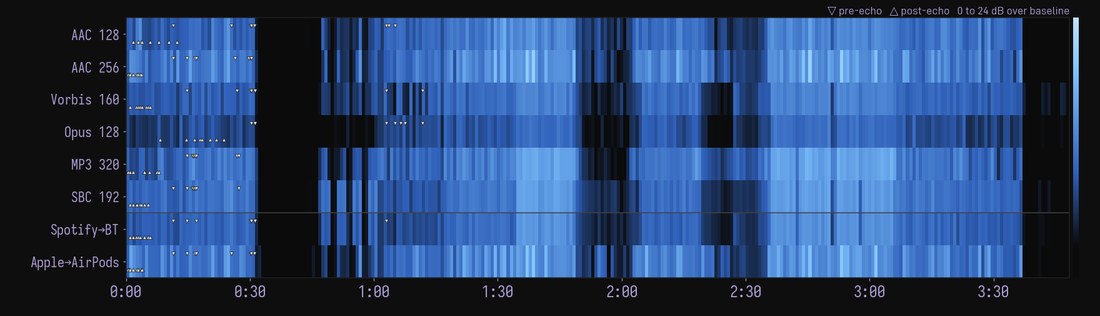 ▽ pre-echo △ post-echo 0 to 24 dB over baseline
AAC 128
AAC 256
Vorbis 160
Opus 128
MP3 320
SBC 192
Spotify→BT
Apple→AirPods
0:00 0:30 1:00 1:30 2:00 2:30 3:00 3:30